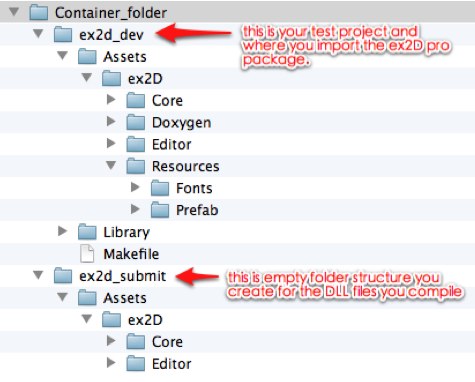 Container_folder
ex2d_dev
this is your test project and
where you import the ex2D pro
package.
Assets
ex2D
Core
Doxygen
Editor
Resources
Fonts
Prefab
Library
Makefile
ex2d_submit
this is empty folder structure you
create for the DLL files you compile
Assets
ex2D
Core
Editor